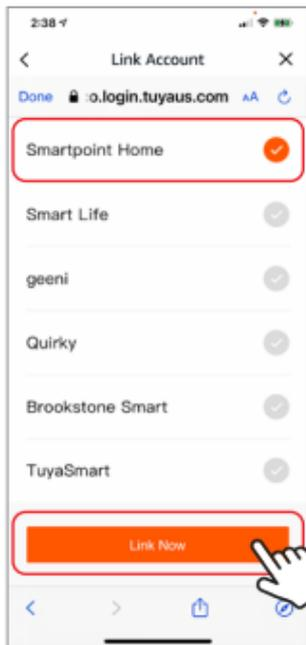 2:38
Link Account
Done :o.login.tuyaus.com AA
Smartpoint Home
Smart Life
geeni
Quirky
Brookstone Smart
TuyaSmart
Link Now